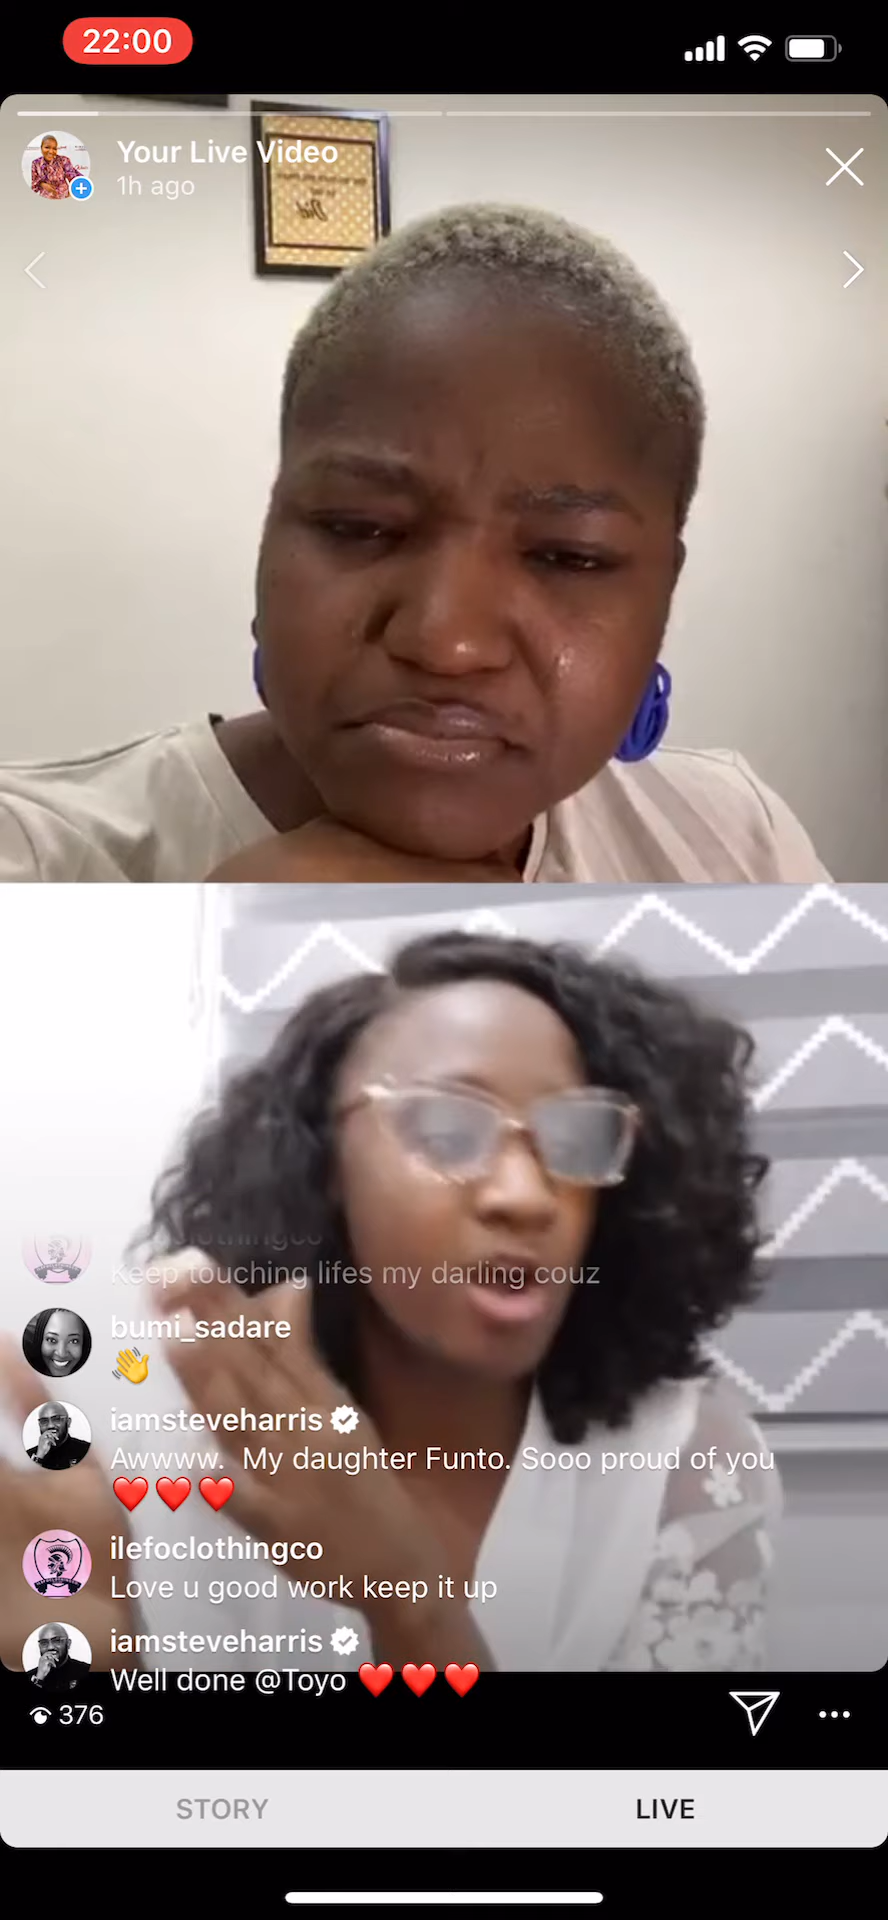 22:00
Your Live Video
1h ago
Did
Keep touching lifes my darling couz
bumi_sadare
👋
iamsteveharris
Awwww. My daughter Funto. Sooo proud of you
❤️❤️❤️
ilefoclothingco
Love u good work keep it up
iamsteveharris
Well done @Toyo ❤️❤️❤️
376
STORY
LIVE